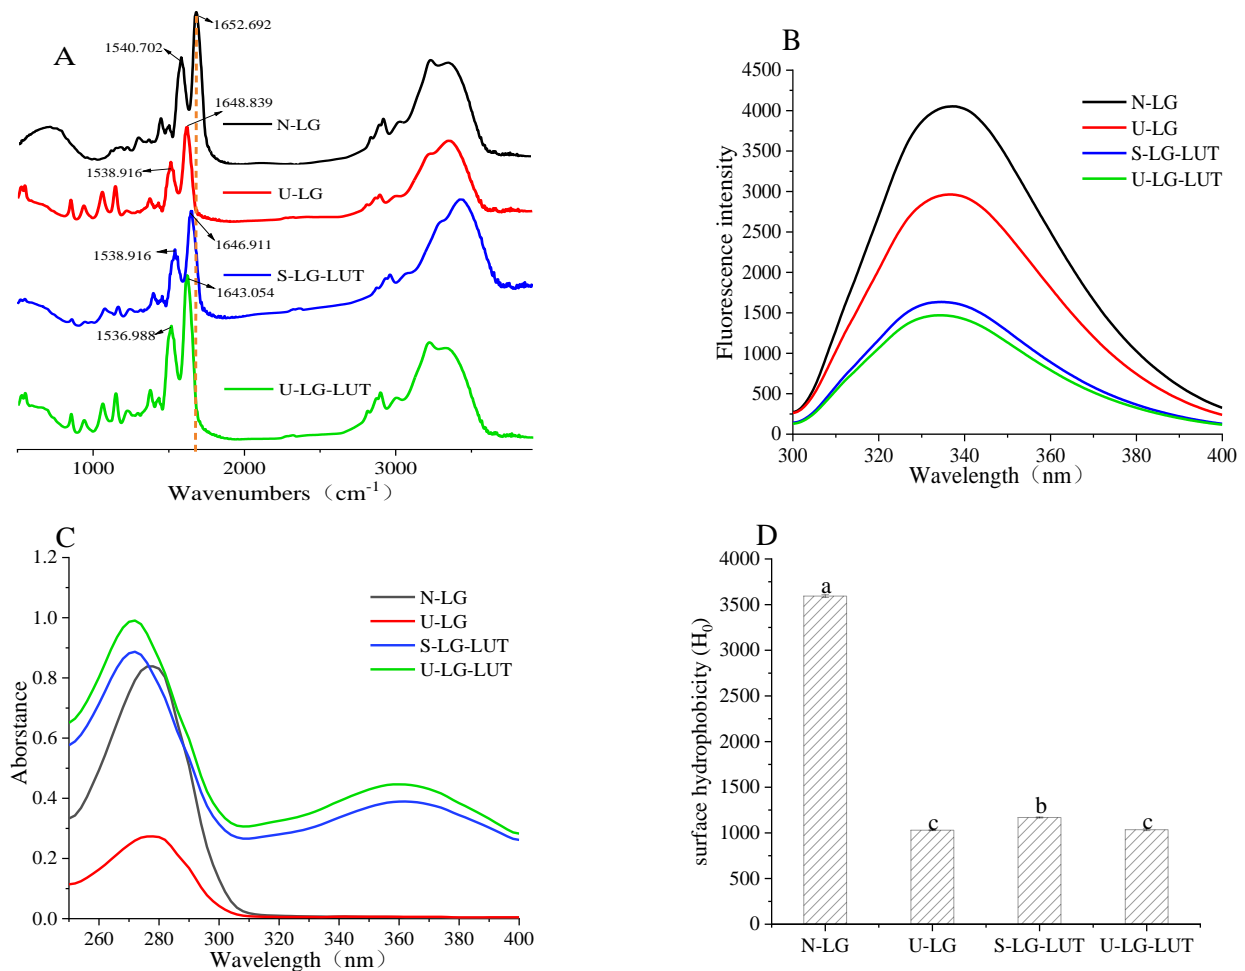 A
1652.692
1540.702
1648.839
N-LG
1538.916
U-LG
1646.911
1538.916
S-LG-LUT
1643.054
1536.988
U-LG-LUT
1000
2000
3000
Wavenumbers（cm-1）
B
4500
4000
3500
3000
2500
2000
1500
1000
500
0
Fluorescence intensity
N-LG
U-LG
S-LG-LUT
U-LG-LUT
300
320
340
360
380
400
Wavelength（nm）
C
1.2
1.0
0.8
0.6
0.4
0.2
0.0
Aborstance
N-LG
U-LG
S-LG-LUT
U-LG-LUT
260
280
300
320
340
360
380
400
Wavelength（nm）
D
4000
3500
3000
2500
2000
1500
1000
500
0
surface hydrophobicity (H0)
a
c
b
c
N-LG
U-LG
S-LG-LUT
U-LG-LUT